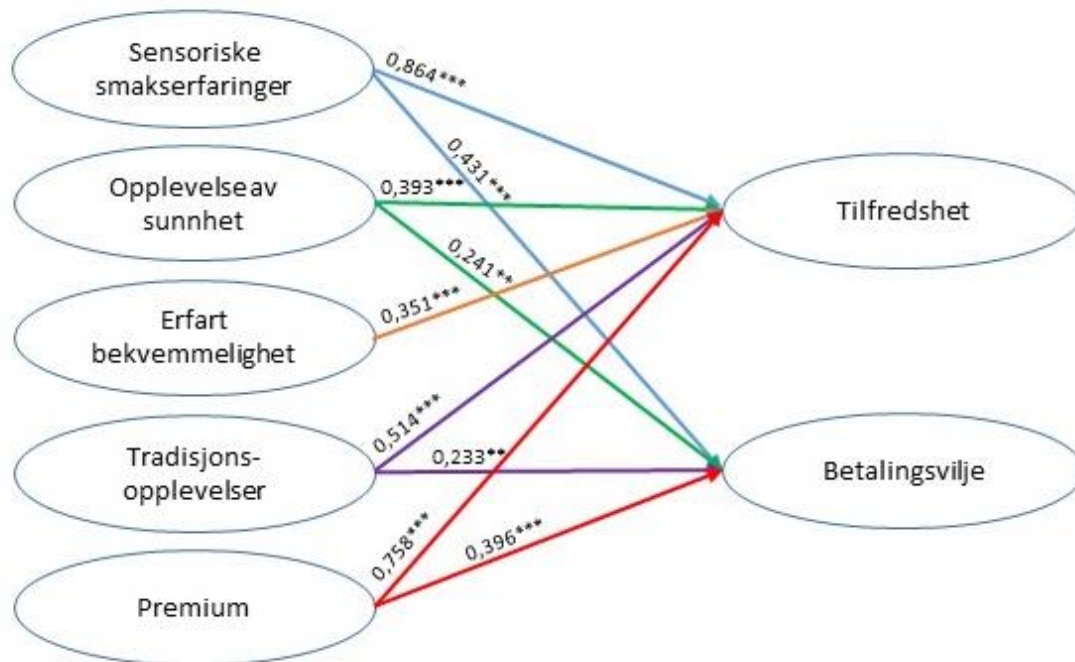 Sensoriske
smakserfaringer
0,864***
0,431***
Opplevelseav
sunnhet
0,393***
0,241**
Tilfredshet
Erfart
bekvemmelighet
0,351***
Tradisjons-
opplevelser
0,514***
0,233**
Betalingsvilje
Premium
0,758***
0,396***